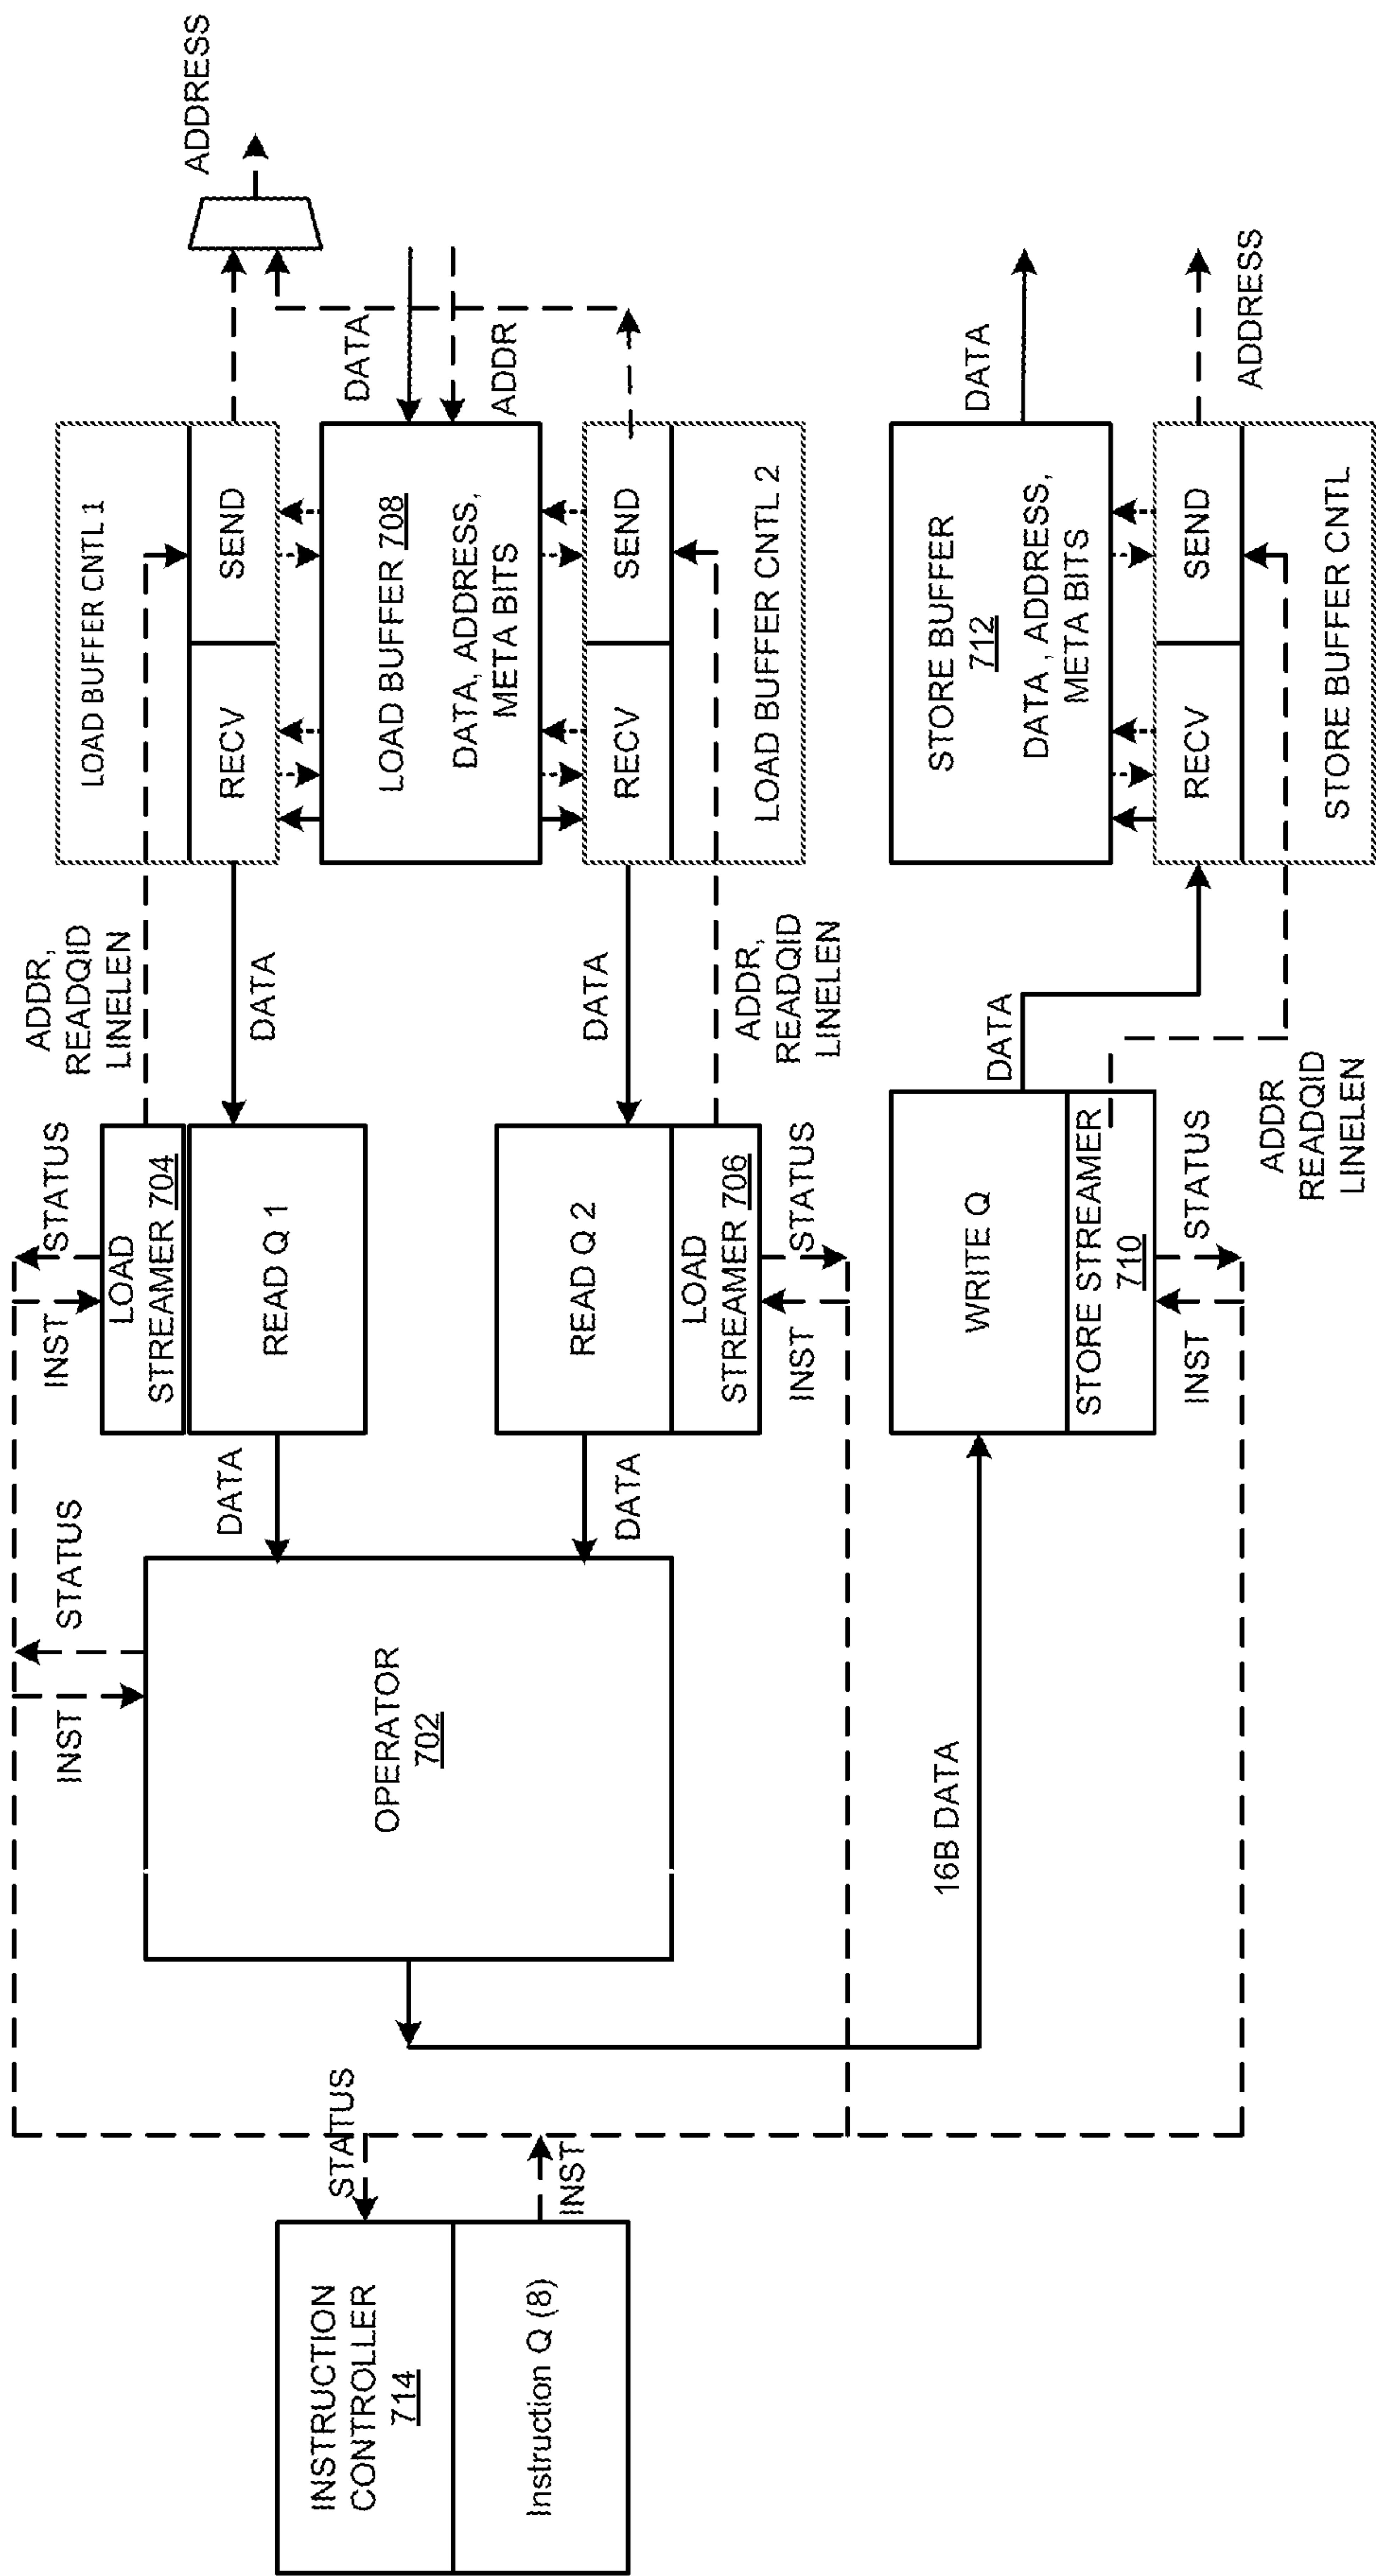 INSTRUCTION
CONTROLLER
714
Instruction Q (8)
STATUS
INST
INST
STATUS
OPERATOR
702
16B DATA
INST
STATUS
LOAD
STREAMER 704
READ Q 1
DATA
READ Q 2
LOAD
STREAMER 706
DATA
INST
STATUS
WRITE Q
STORE STREAMER
710
INST
STATUS
ADDR,
READQID
LINELEN
DATA
DATA
ADDR,
READQID
LINELEN
DATA
ADDR
READQID
LINELEN
LOAD BUFFER CNTL 1
RECV
SEND
LOAD BUFFER 708
DATA, ADDRESS,
META BITS
RECV
SEND
LOAD BUFFER CNTL 2
STORE BUFFER
712
DATA , ADDRESS,
META BITS
RECV
SEND
STORE BUFFER CNTL
ADDRESS
DATA
ADDR
DATA
ADDRESS